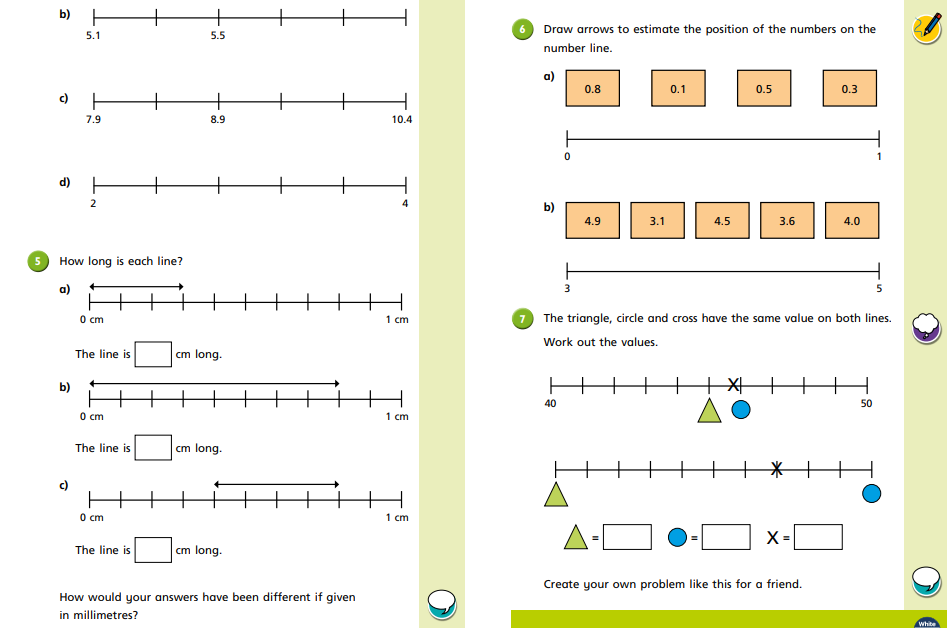 b)
5.1 5.5
c)
7.9 8.9 10.4
d)
2 4
5 How long is each line?
a)
0 cm 1 cm
The line is cm long.
b)
0 cm 1 cm
The line is cm long.
c)
0 cm 1 cm
The line is cm long.
How would your answers have been different if given
in millimetres?
6 Draw arrows to estimate the position of the numbers on the
number line.
a)
0.8 0.1 0.5 0.3
0 1
b)
4.9 3.1 4.5 3.6 4.0
3 5
7 The triangle, circle and cross have the same value on both lines.
Work out the values.
X
40 50
X
= = X =
Create your own problem like this for a friend.
White